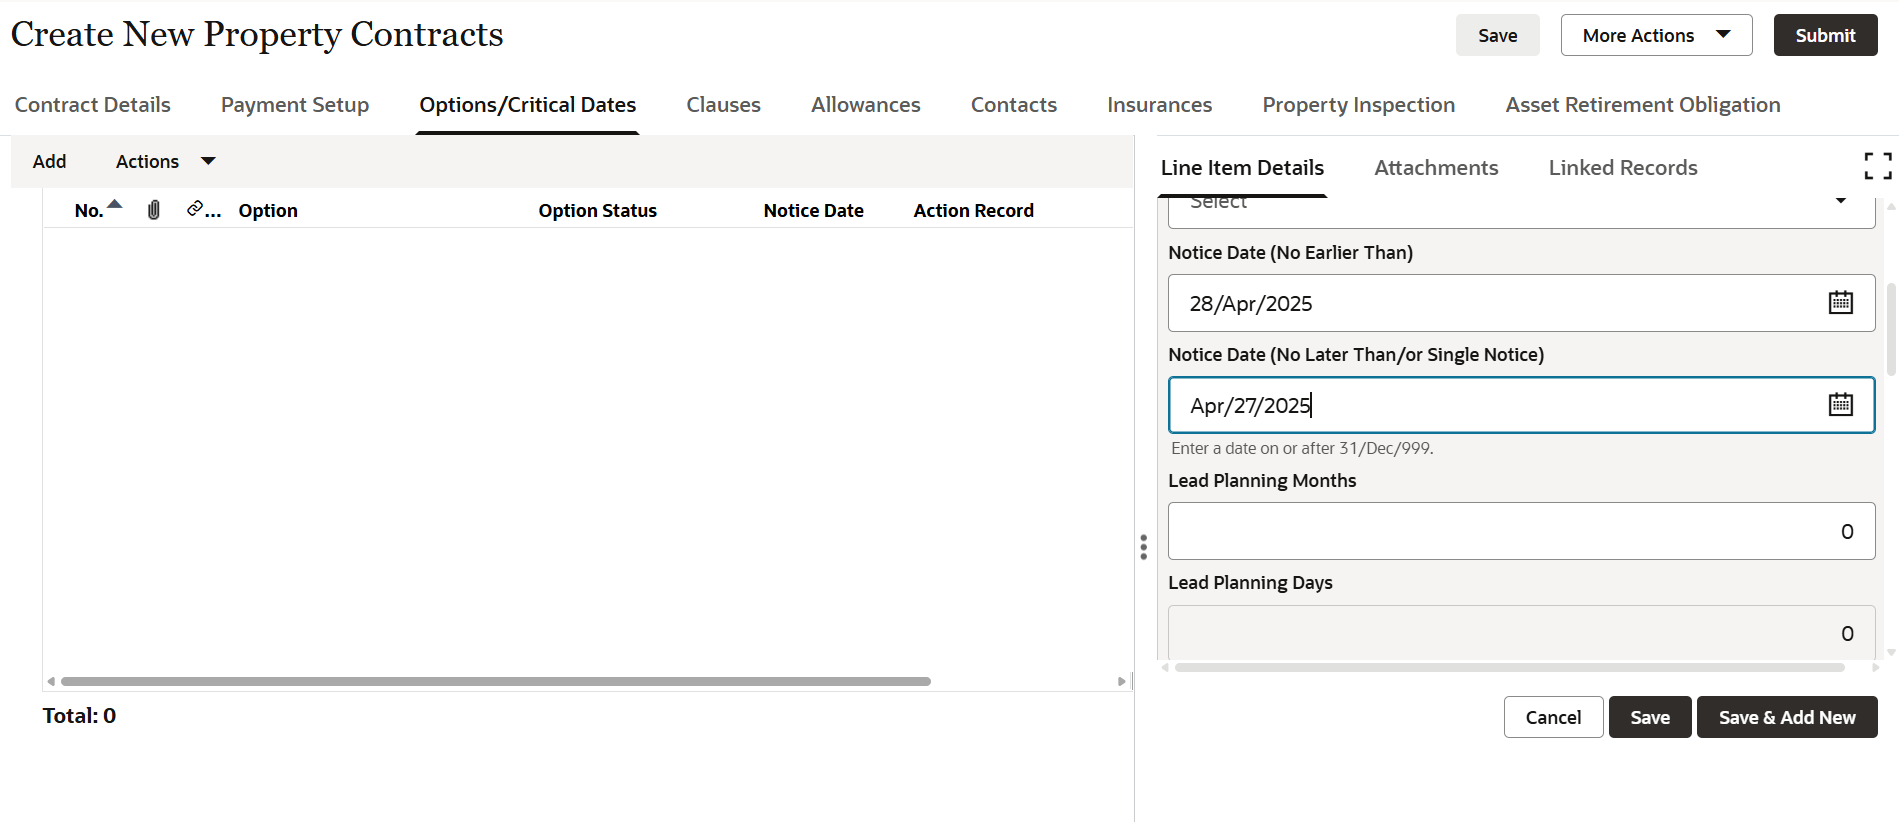 Create New Property Contracts
Save
More Actions
Submit
Contract Details
Payment Setup
Options/Critical Dates
Clauses
Allowances
Contacts
Insurances
Property Inspection
Asset Retirement Obligation
Add
Actions
No.
...
Option
Option Status
Notice Date
Action Record
Total: 0
Line Item Details
Attachments
Linked Records
Select
Notice Date (No Earlier Than)
28/Apr/2025
Notice Date (No Later Than/or Single Notice)
Apr/27/2025
Enter a date on or after 31/Dec/999.
Lead Planning Months
0
Lead Planning Days
0
Cancel
Save
Save & Add New